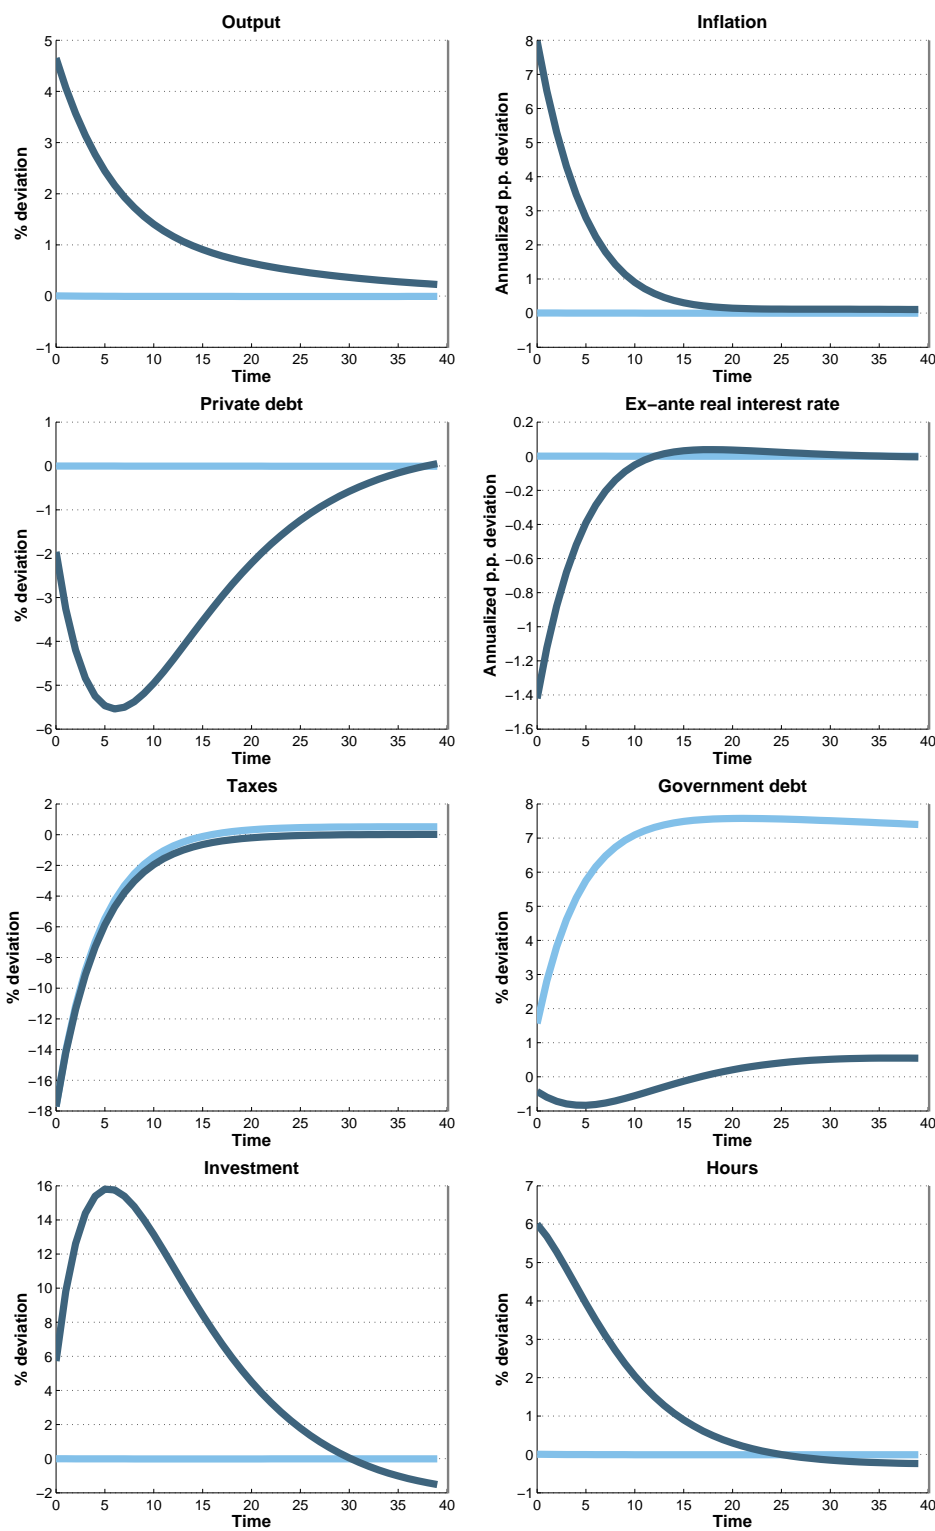 Output
5
4
3
2
1
0
−1
% deviation
0 5 10 15 20 25 30 35 40
Time
Inflation
8
7
6
5
4
3
2
1
0
−1
Annualized p.p. deviation
0 5 10 15 20 25 30 35 40
Time
Private debt
1
0
−1
−2
−3
−4
−5
−6
% deviation
0 5 10 15 20 25 30 35 40
Time
Ex−ante real interest rate
0.2
0
−0.2
−0.4
−0.6
−0.8
−1
−1.2
−1.4
−1.6
Annualized p.p. deviation
0 5 10 15 20 25 30 35 40
Time
Taxes
2
0
−2
−4
−6
−8
−10
−12
−14
−16
−18
% deviation
0 5 10 15 20 25 30 35 40
Time
Government debt
8
7
6
5
4
3
2
1
0
−1
% deviation
0 5 10 15 20 25 30 35 40
Time
Investment
16
14
12
10
8
6
4
2
0
−2
% deviation
0 5 10 15 20 25 30 35 40
Time
Hours
7
6
5
4
3
2
1
0
−1
% deviation
0 5 10 15 20 25 30 35 40
Time